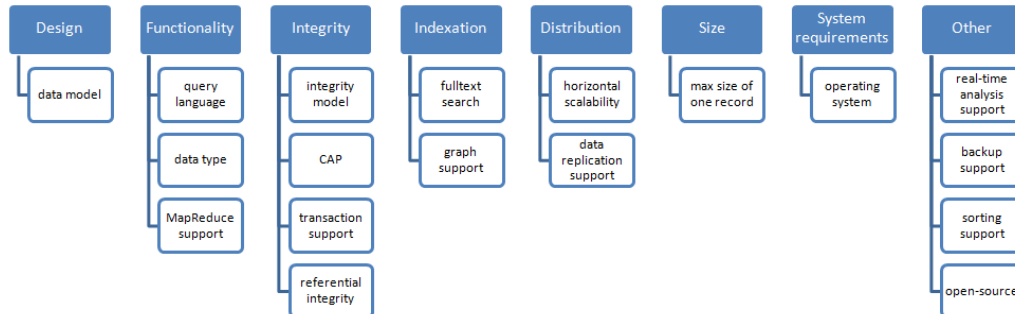 Design
data model
Functionality
query
language
data type
MapReduce
support
Integrity
integrity
model
CAP
transaction
support
referential
integrity
Indexation
fulltext
search
graph
support
Distribution
horizontal
scalability
data
replication
support
Size
max size of
one record
System
requirements
operating
system
Other
real-time
analysis
support
backup
support
sorting
support
open-source